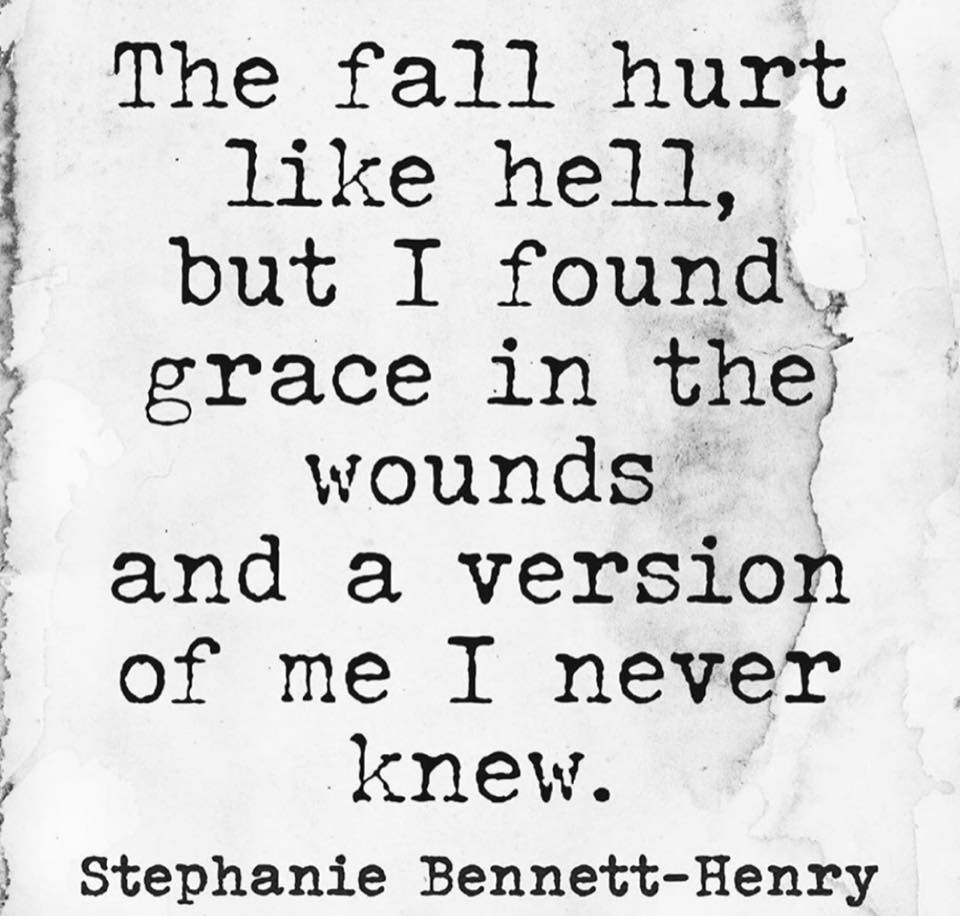 The fall hurt
like hell,
but I found
grace in the
wounds
and a version
of me I never
knew.
Stephanie Bennett-Henry